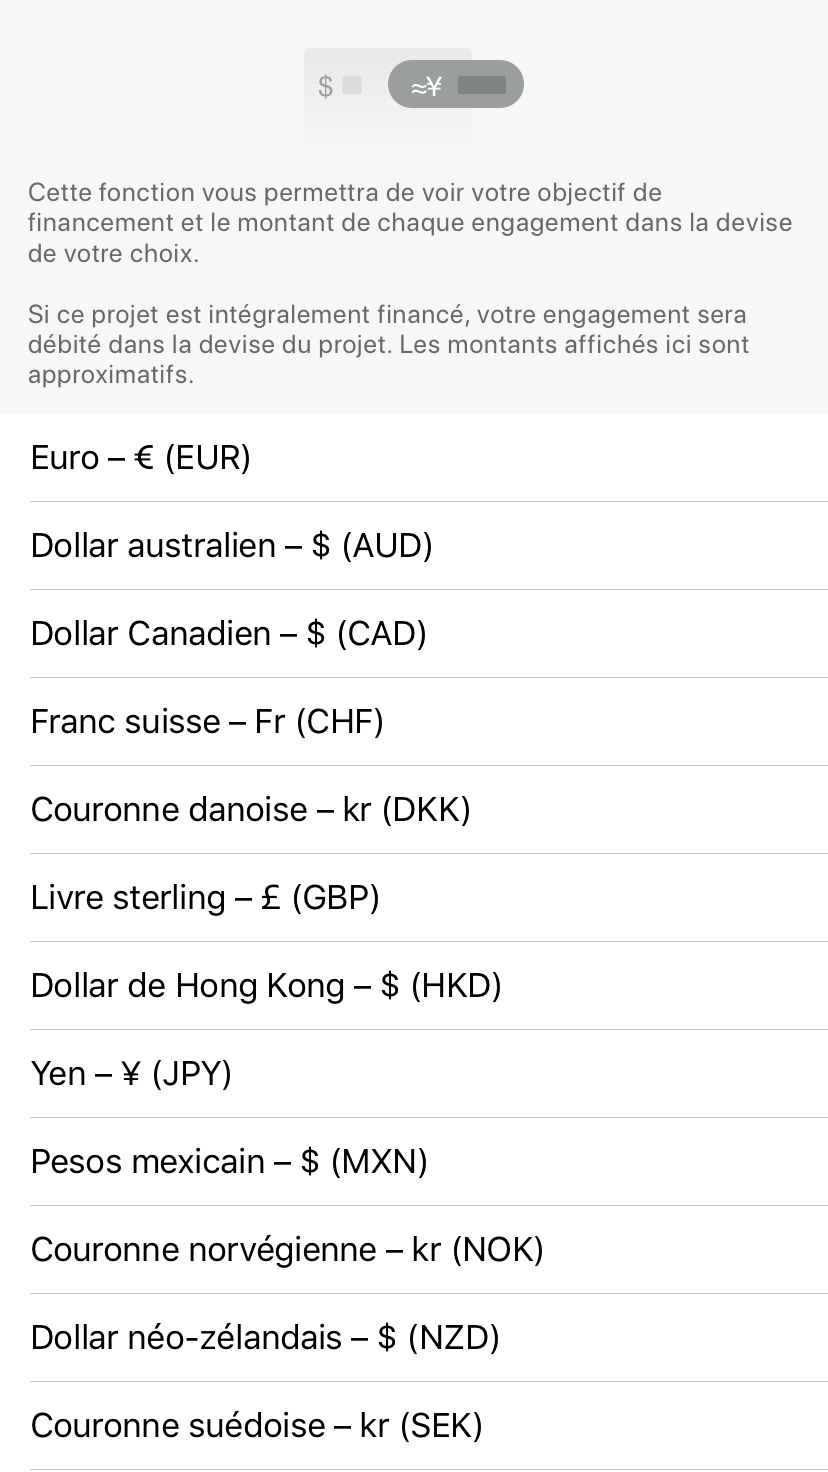 $ ≈¥
Cette fonction vous permettra de voir votre objectif de
financement et le montant de chaque engagement dans la devise
de votre choix.
Si ce projet est intégralement financé, votre engagement sera
débité dans la devise du projet. Les montants affichés ici sont
approximatifs.
Euro – € (EUR)
Dollar australien – $ (AUD)
Dollar Canadien – $ (CAD)
Franc suisse – Fr (CHF)
Couronne danoise – kr (DKK)
Livre sterling – £ (GBP)
Dollar de Hong Kong – $ (HKD)
Yen – ¥ (JPY)
Pesos mexicain – $ (MXN)
Couronne norvégienne – kr (NOK)
Dollar néo-zélandais – $ (NZD)
Couronne suédoise – kr (SEK)